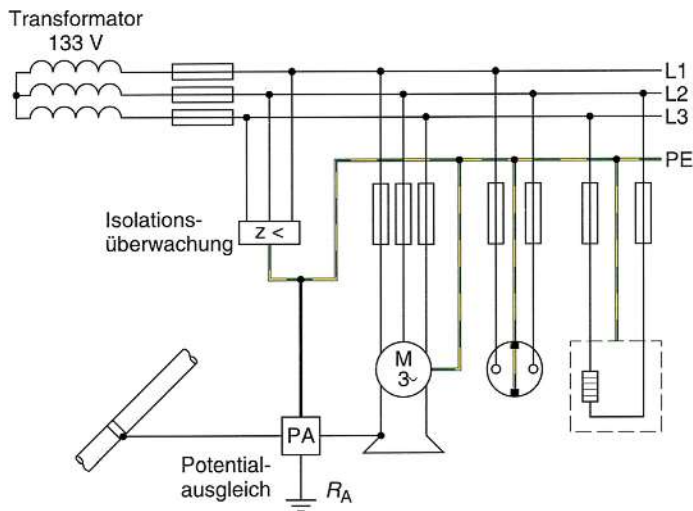 Transformator
133 V
L1
L2
L3
PE
Isolations-
überwachung
z <
M
3~
PA
Potential-
ausgleich
RA